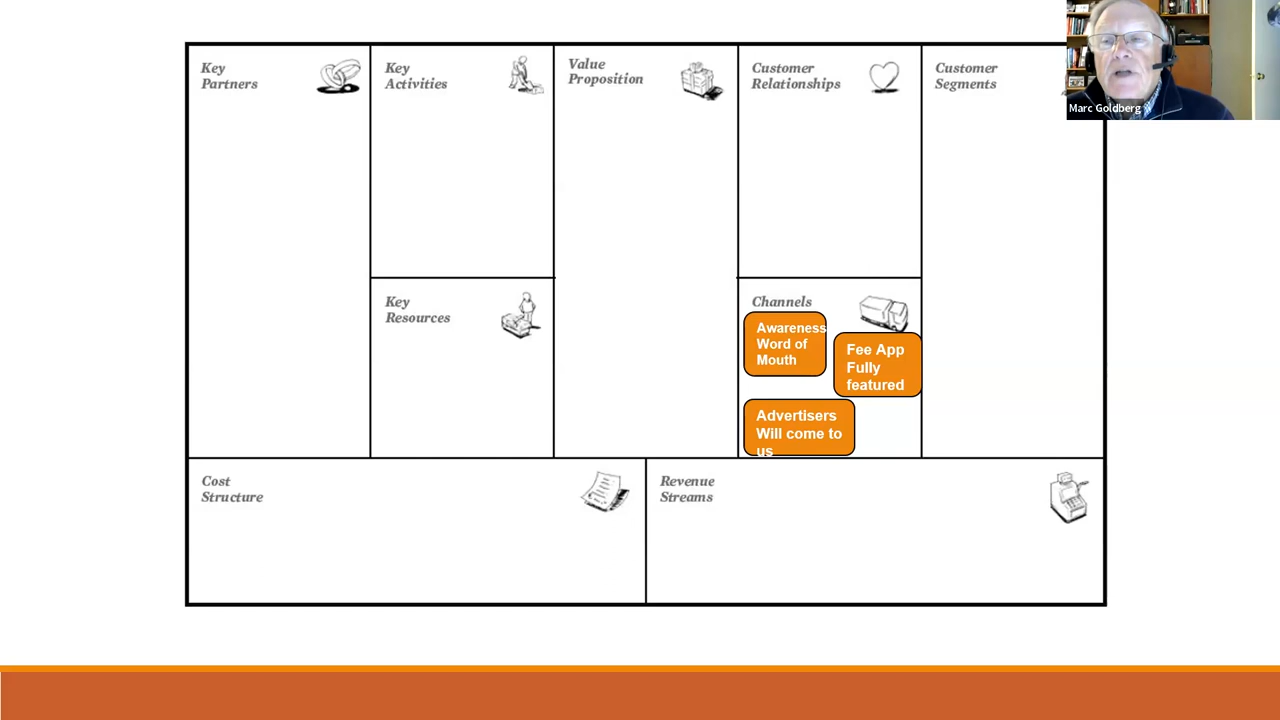 Key
Partners
Key
Activities
Value
Proposition
Customer
Relationships
Customer
Segments
Marc Goldberg
Key
Resources
Channels
Awareness
Word of
Mouth
Fee App
Fully
featured
Advertisers
Will come to
us
Cost
Structure
Revenue
Streams